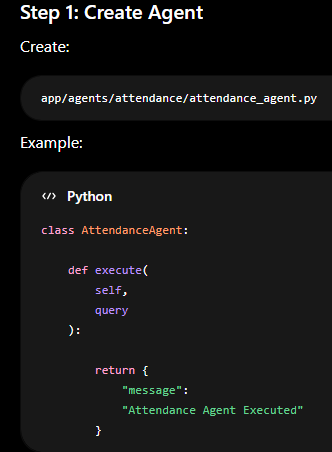 Step 1: Create Agent
Create:
app/agents/attendance/attendance_agent.py
Example:
</> Python
class AttendanceAgent:
    def execute(
        self,
        query
    ):
        return {
            "message":
            "Attendance Agent Executed"
        }